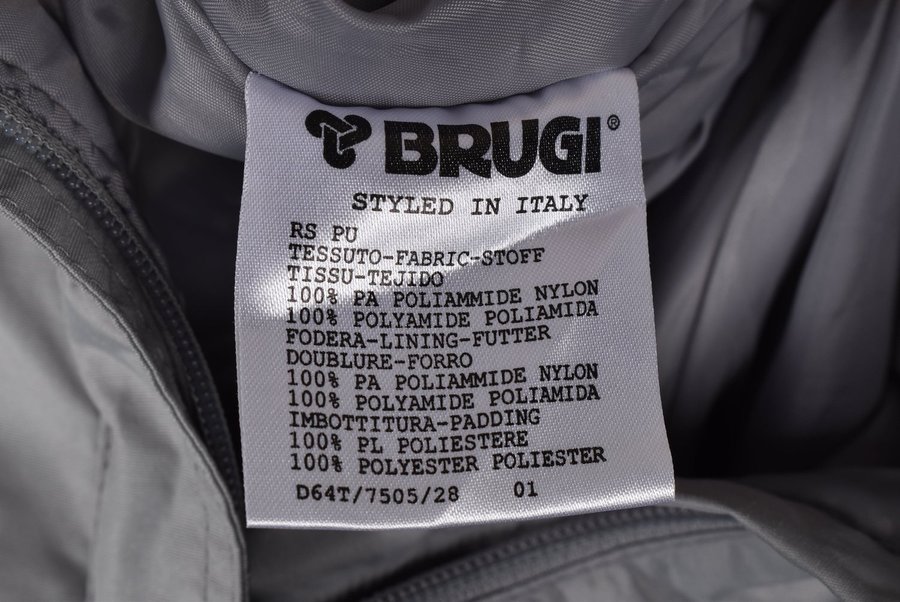 BRUGI®
STYLED IN ITALY
RS PU
TESSUTO-FABRIC-STOFF
TISSU-TEJIDO
100% PA POLIAMMIDE NYLON
100% POLYAMIDE POLIAMIDA
FODERA-LINING-FUTTER
DOUBLURE-FORRO
100% PA POLIAMMIDE NYLON
100% POLYAMIDE POLIAMIDA
IMBOTTITURA-PADDING
100% PL POLIESTERE
100% POLYESTER POLIESTER
D64T/7505/28 01